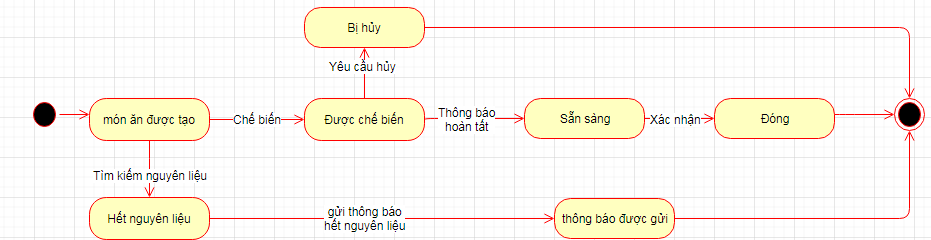 Bị hủy
Yêu cầu hủy
món ăn được tạo
Chế biến
Được chế biến
Thông báo
hoàn tất
Sẵn sàng
Xác nhận
Đóng
Tìm kiếm nguyên liệu
Hết nguyên liệu
gửi thông báo
hết nguyên liệu
thông báo được gửi